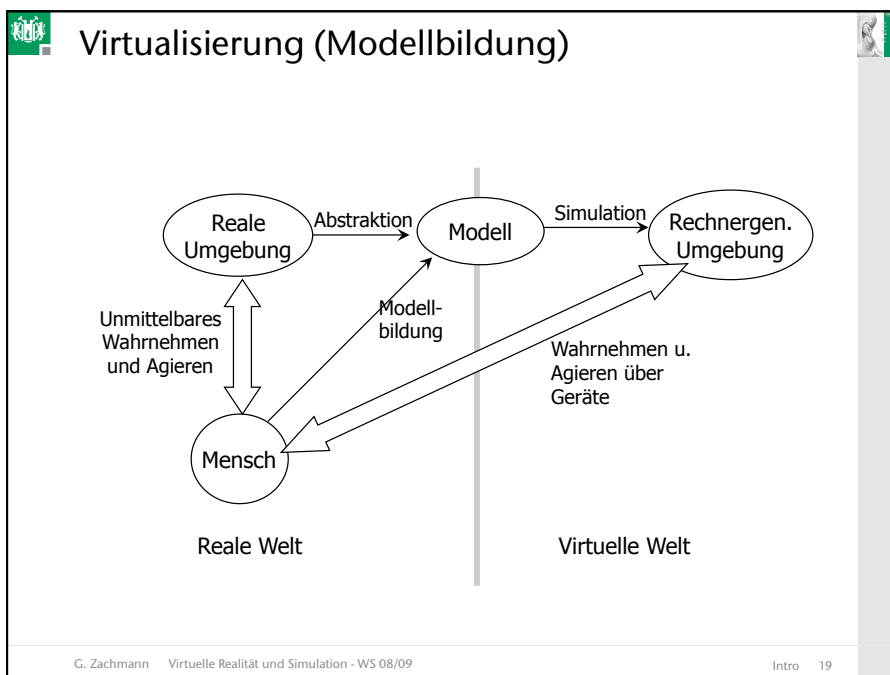 Virtualisierung (Modellbildung)
Reale
Umgebung
Abstraktion
Modell
Simulation
Rechnergen.
Umgebung
Unmittelbares
Wahrnehmen
und Agieren
Modell-
bildung
Wahrnehmen u.
Agieren über
Geräte
Mensch
Reale Welt
Virtuelle Welt
G. Zachmann Virtuelle Realität und Simulation - WS 08/09
Intro 19